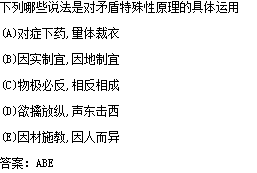 下列哪些说法是对矛盾特殊性原理的具体运用
(A)对症下药,量体裁衣
(B)因实制宜,因地制宜
(C)物极必反,相反相成
(D)欲擒放纵,声东击西
(E)因材施教,因人而异
答案: ABE